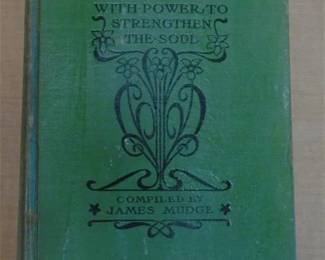 WITH·POWER·TO
STRENGTHEN
·THE·SOUL·
COMPILED BY
JAMES MUDGE